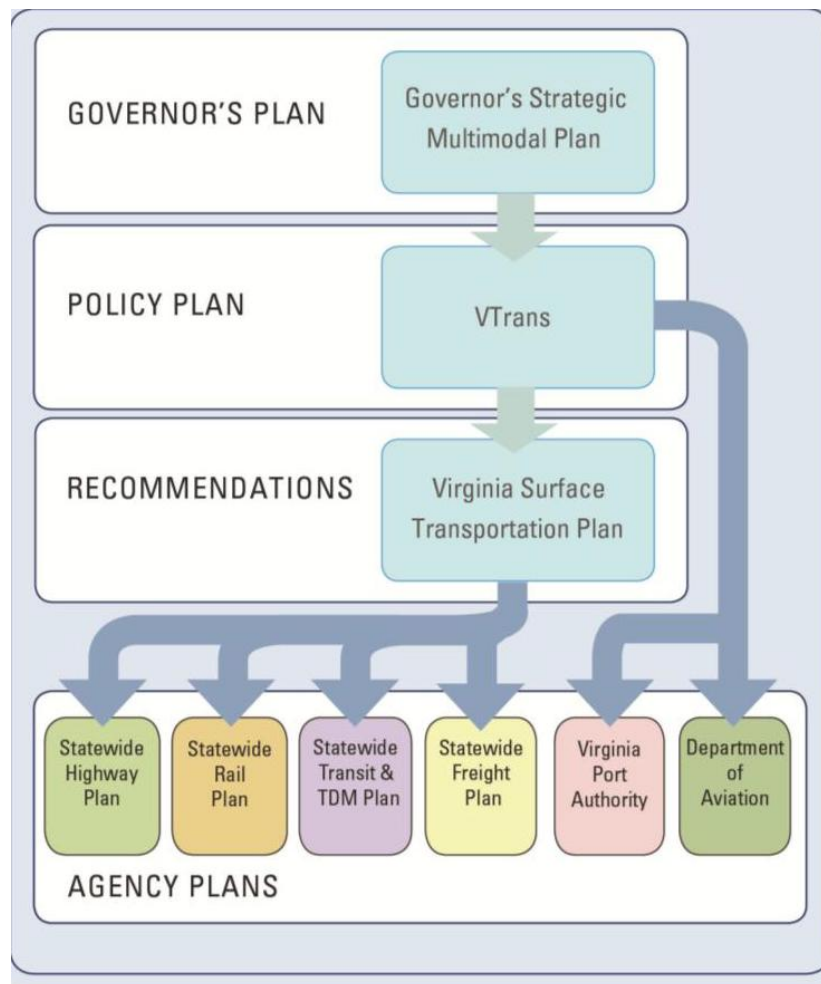 GOVERNOR'S PLAN
Governor's Strategic
Multimodal Plan
POLICY PLAN
VTrans
RECOMMENDATIONS
Virginia Surface
Transportation Plan
Statewide
Highway
Plan
Statewide
Rail
Plan
Statewide
Transit &
TDM Plan
Statewide
Freight
Plan
Virginia
Port
Authority
Department
of
Aviation
AGENCY PLANS